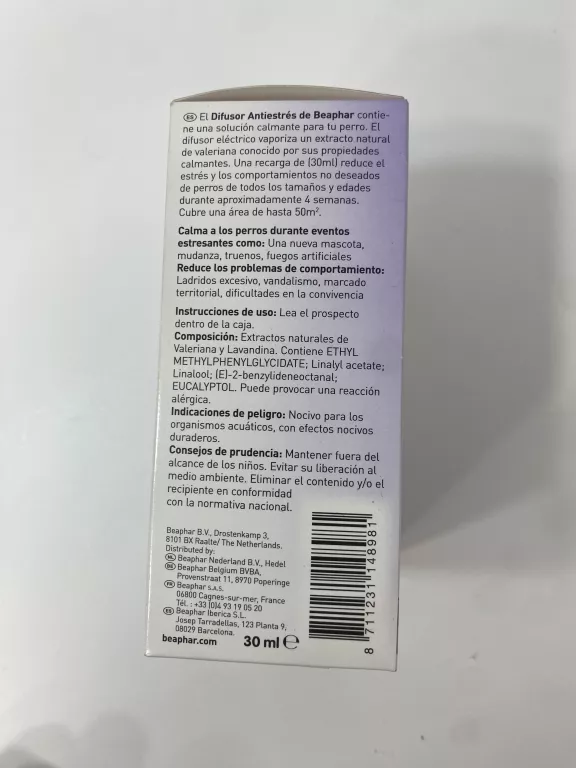 ES El Difusor Antiestrés de Beaphar contie-
ne una solución calmante para tu perro. El
difusor eléctrico vaporiza un extracto natural
de valeriana conocido por sus propiedades
calmantes. Una recarga de (30ml) reduce el
estrés y los comportamientos no deseados
de perros de todos los tamaños y edades
durante aproximadamente 4 semanas.
Cubre una área de hasta 50m².
Calma a los perros durante eventos
estresantes como: Una nueva mascota,
mudanza, truenos, fuegos artificiales
Reduce los problemas de comportamiento:
Ladridos excesivo, vandalismo, marcado
territorial, dificultades en la convivencia
Instrucciones de uso: Lea el prospecto
dentro de la caja.
Composición: Extractos naturales de
Valeriana y Lavandina. Contiene ETHYL
METHYLPHENYLGLYCIDATE; Linalyl acetate;
Linalool; (E)-2-benzylideneoctanal;
EUCALYPTOL. Puede provocar una reacción
alérgica.
Indicaciones de peligro: Nocivo para los
organismos acuáticos, con efectos nocivos
duraderos.
Consejos de prudencia: Mantener fuera del
alcance de los niños. Evitar su liberación al
medio ambiente. Eliminar el contenido y/o el
recipiente en conformidad
con la normativa nacional.
Beaphar B.V., Drostenkamp 3,
8101 BX Raalte/ The Netherlands.
Distributed by:
NL Beaphar Nederland B.V., Hedel
BE Beaphar Belgium BVBA,
Provenstraat 11, 8970 Poperinge
FR Beaphar s.a.s.
06800 Cagnes-sur-mer, France
Tél. : +33 (0)4 93 19 05 20
ES Beaphar Iberica S.L.
Josep Tarradellas, 123 Planta 9,
08029 Barcelona.
beaphar.com
30 ml e
8 711231 148981